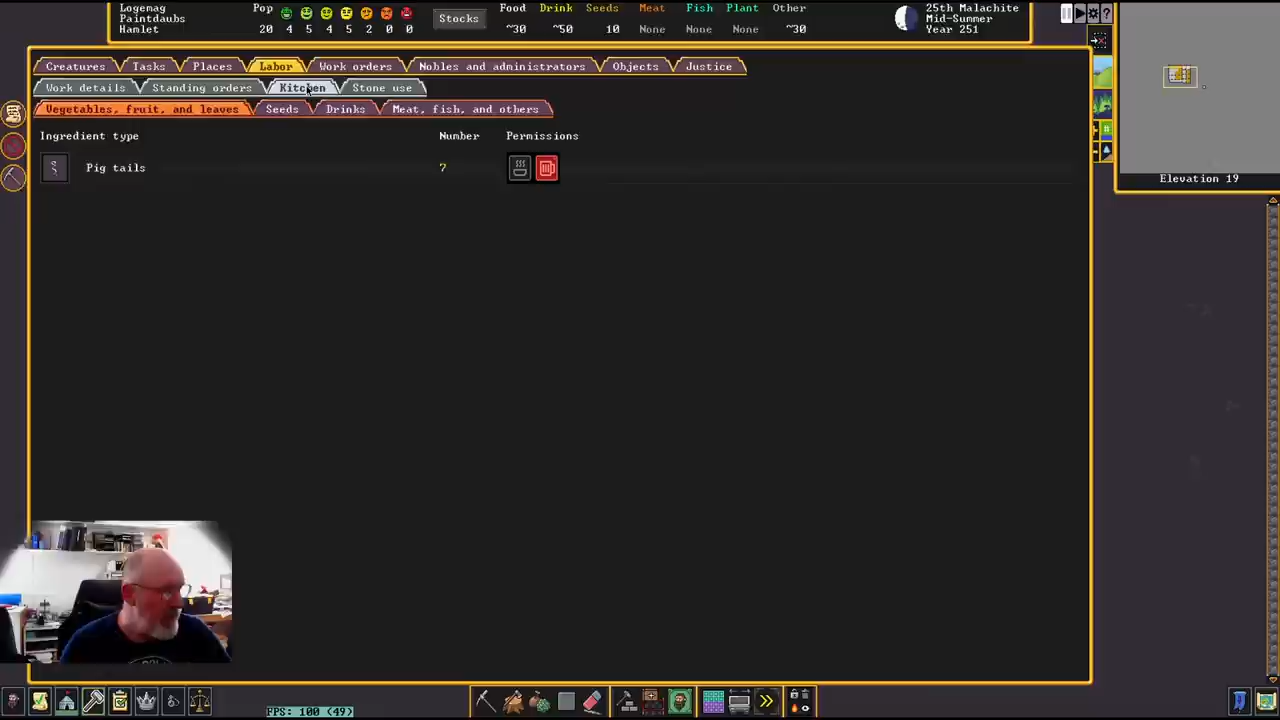 Logemag
Paintdaubs
Hamlet
Pop
20 4 5 4 5 2 0 0
Stocks
Food Drink Seeds Meat Fish Plant Other
~30 ~50 10 None None None ~30
25th Malachite
Mid-Summer
Year 251
?
Creatures Tasks Places Labor Work orders Nobles and administrators Objects Justice
Work details Standing orders Kitchen Stone use
Vegetables, fruit, and leaves Seeds Drinks Meat, fish, and others
Ingredient type Number Permissions
Pig tails 7
Elevation 19
FPS: 100 (49)